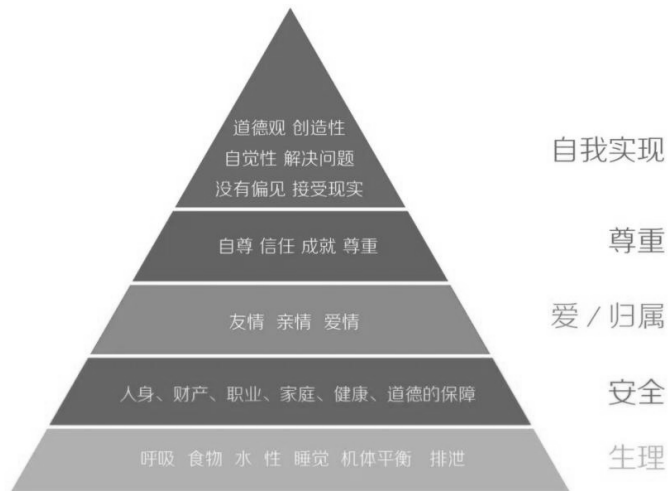 道德观 创造性
自觉性 解决问题
没有偏见 接受现实
自我实现
自尊 信任 成就 尊重
尊重
友情 亲情 爱情
爱 / 归属
人身、财产、职业、家庭、健康、道德的保障
安全
呼吸 食物 水 性 睡觉 机体平衡 排泄
生理